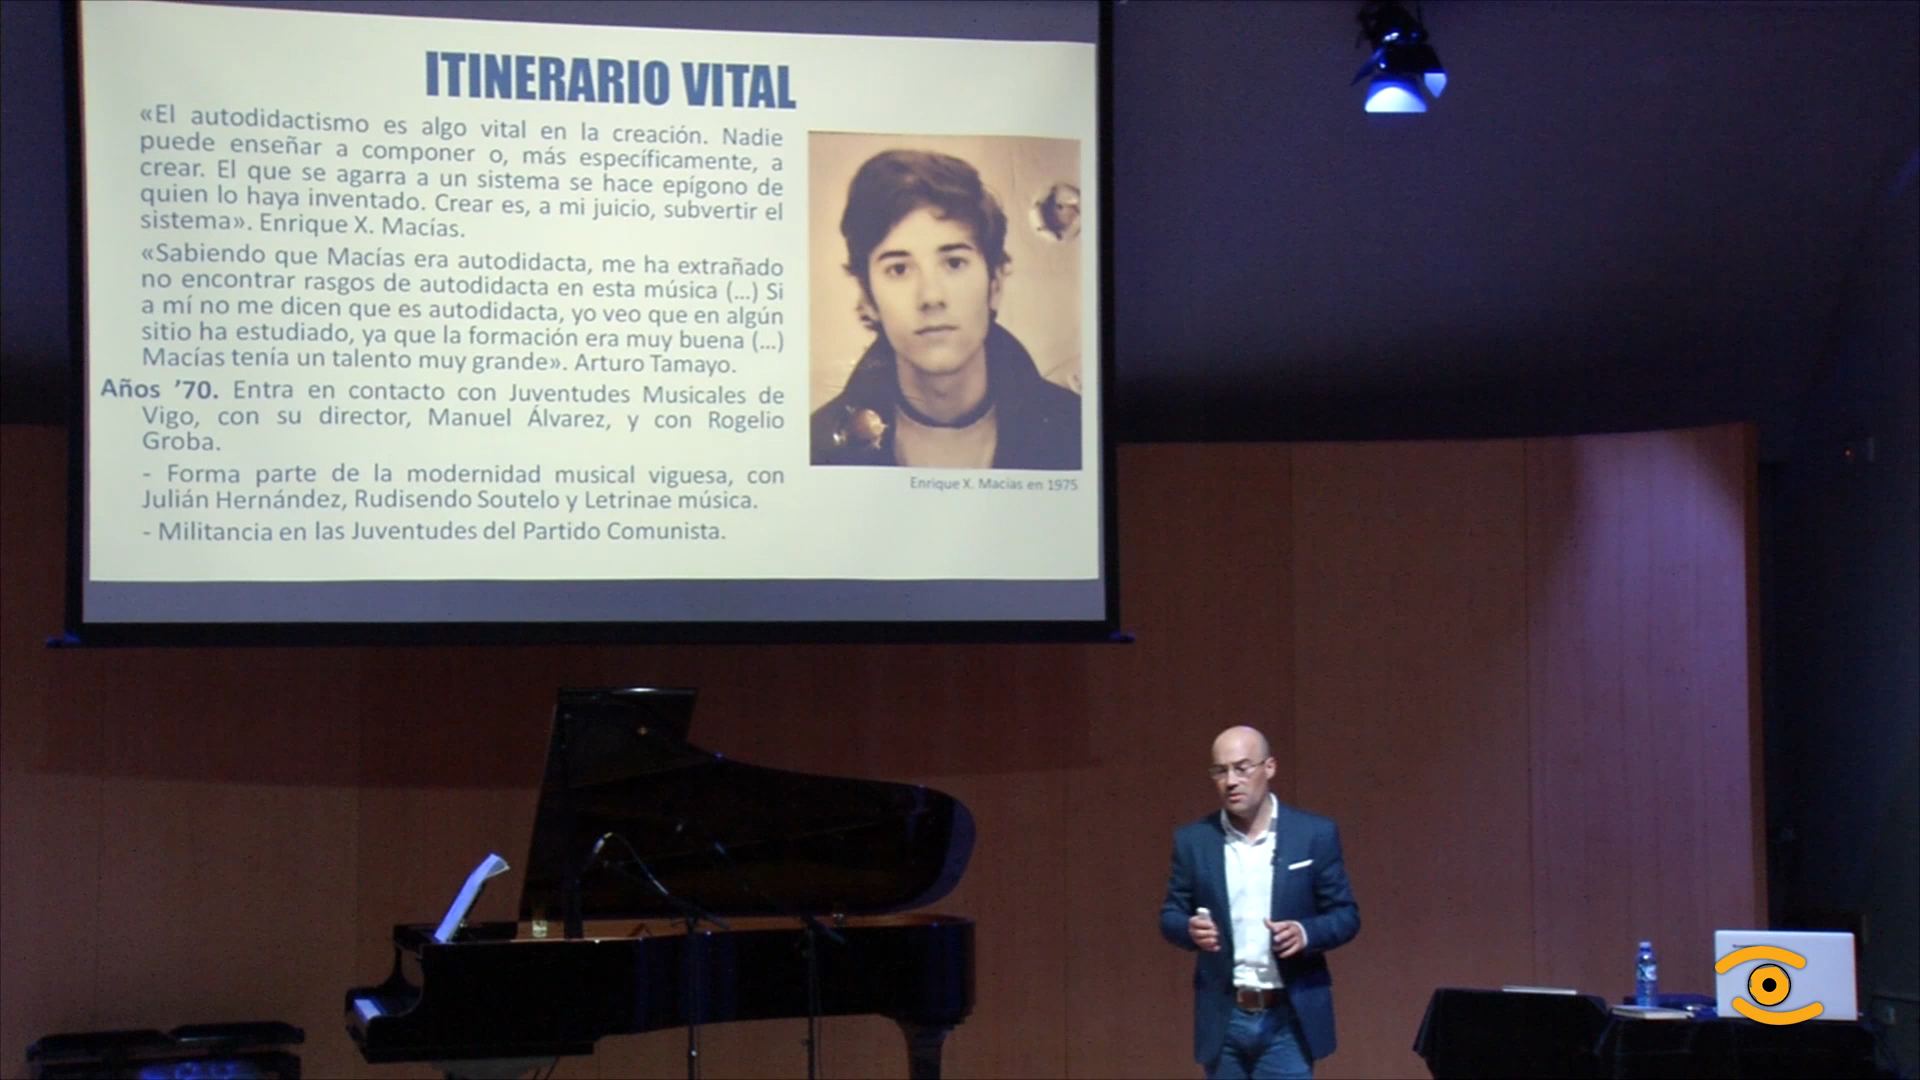 ITINERARIO VITAL
«El autodidactismo es algo vital en la creación. Nadie
puede enseñar a componer o, más específicamente, a
crear. El que se agarra a un sistema se hace epígono de
quien lo haya inventado. Crear es, a mi juicio, subvertir el
sistema». Enrique X. Macías.
«Sabiendo que Macías era autodidacta, me ha extrañado
no encontrar rasgos de autodidacta en esta música (...) Si
a mí no me dicen que es autodidacta, yo veo que en algún
sitio ha estudiado, ya que la formación era muy buena (...)
Macías tenía un talento muy grande». Arturo Tamayo.
Años '70. Entra en contacto con Juventudes Musicales de
Vigo, con su director, Manuel Álvarez, y con Rogelio
Groba.
- Forma parte de la modernidad musical viguesa, con
Julián Hernández, Rudisendo Soutelo y Letrinae música.
- Militancia en las Juventudes del Partido Comunista.
Enrique X. Macías en 1975